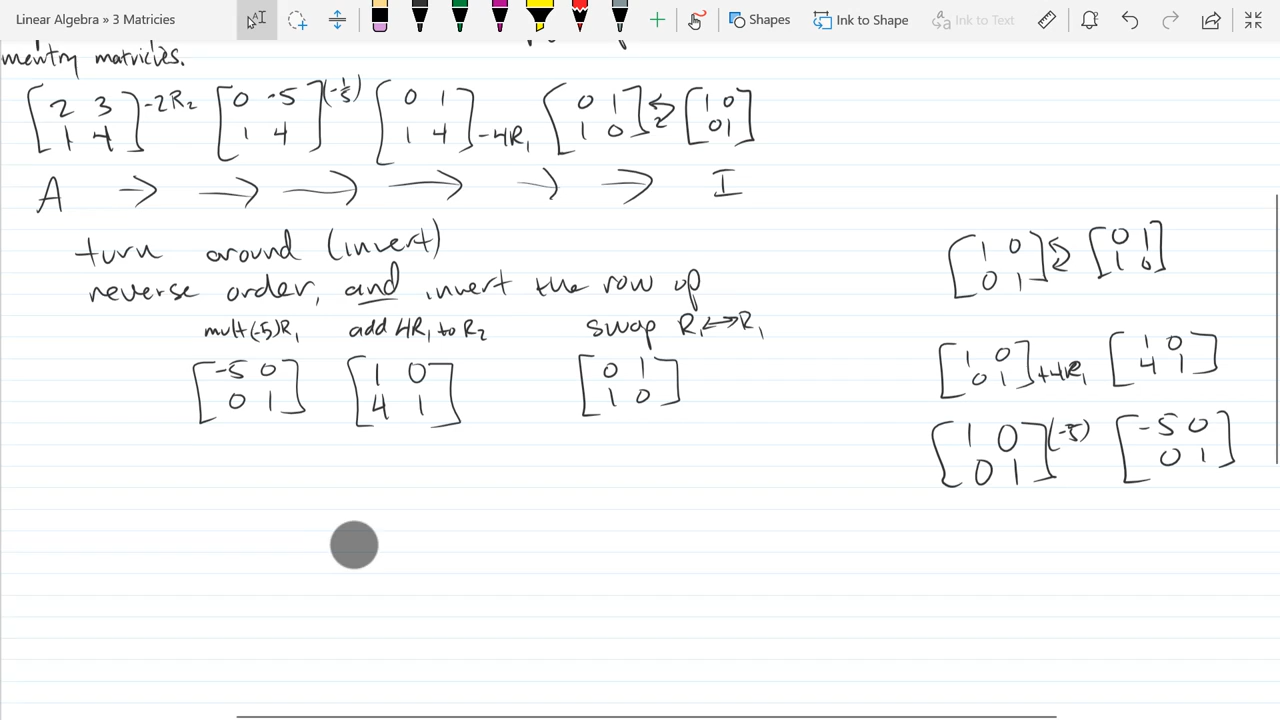 Linear Algebra » 3 Matricies
Shapes
Ink to Shape
Ink to Text
mentry matricies.
[2 3; 1 4] -2R₂ [0 -5; 1 4] (-1/5) [0 1; 1 4] -4R₁ [0 1; 1 0] ↔ [1 0; 0 1]
A → → → → → → I
turn around (invert)
reverse order, and invert the row op
mult (-5)R₁ add 4R₁ to R₂ swap R₁↔R₁
[-5 0; 0 1] [1 0; 4 1] [0 1; 1 0]
[1 0; 0 1] ↔ [0 1; 1 0]
[1 0; 0 1] +4R₁ [1 0; 4 1]
[1 0; 0 1] (-5) [-5 0; 0 1]